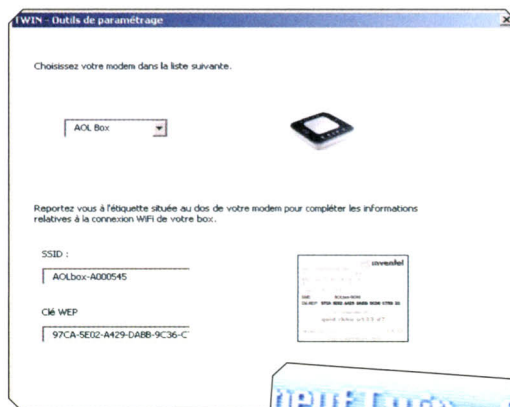 TWIN - Outils de paramétrage
Choisissez votre modem dans la liste suivante.
AOL Box
Reportez vous à l'étiquette située au dos de votre modem pour compléter les informations
relatives à la connexion WiFi de votre box.
SSID :
AOLbox-A000545
inventel
Clé WEP
97CA-5E02-A429-DABB-9C36-C